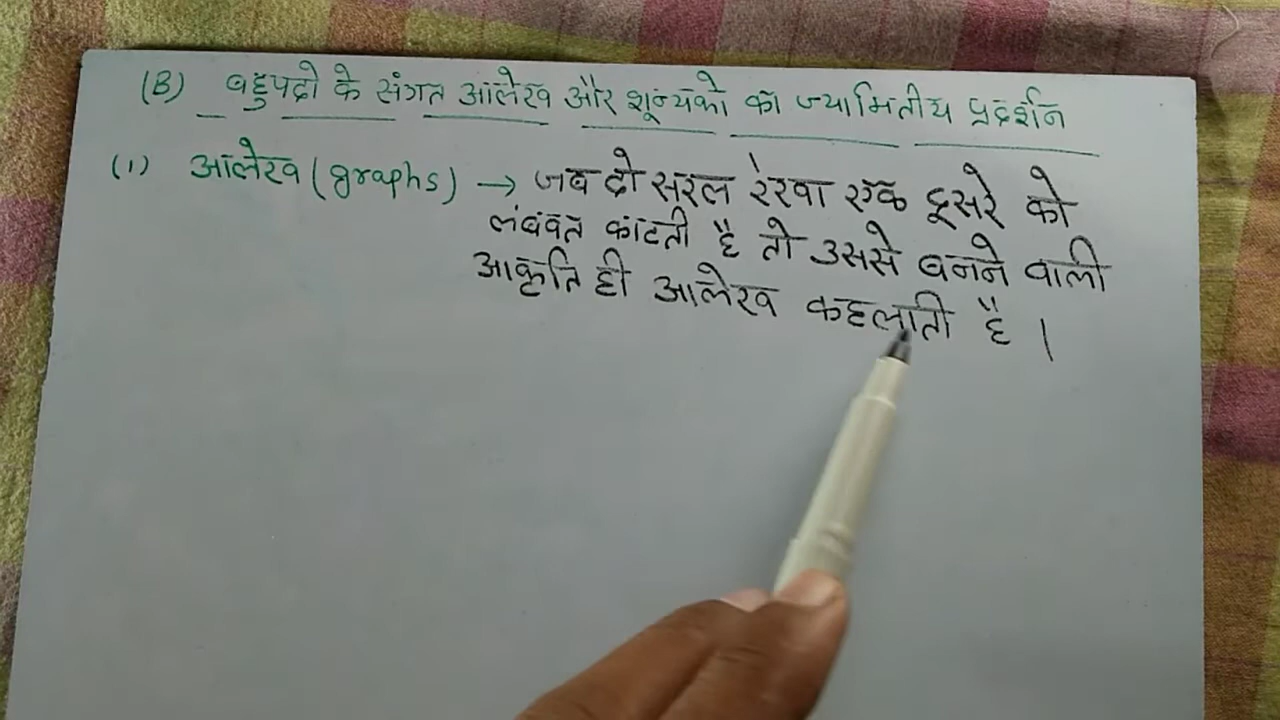 (B) बहुपदो के संगत आलेख और शून्यको का ज्यामितीय प्रदर्शन
(1) आलेख (graphs) → जब दो सरल रेखा एक दूसरे को
लंबवत काटती है तो उससे बनने वाली
आकृति ही आलेख कहलाती है ।